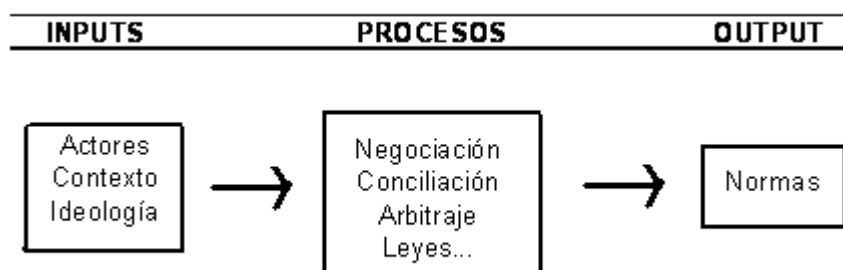 INPUTS PROCESOS OUTPUT
Actores
Contexto
Ideología
Negociación
Conciliación
Arbitraje
Leyes...
Normas